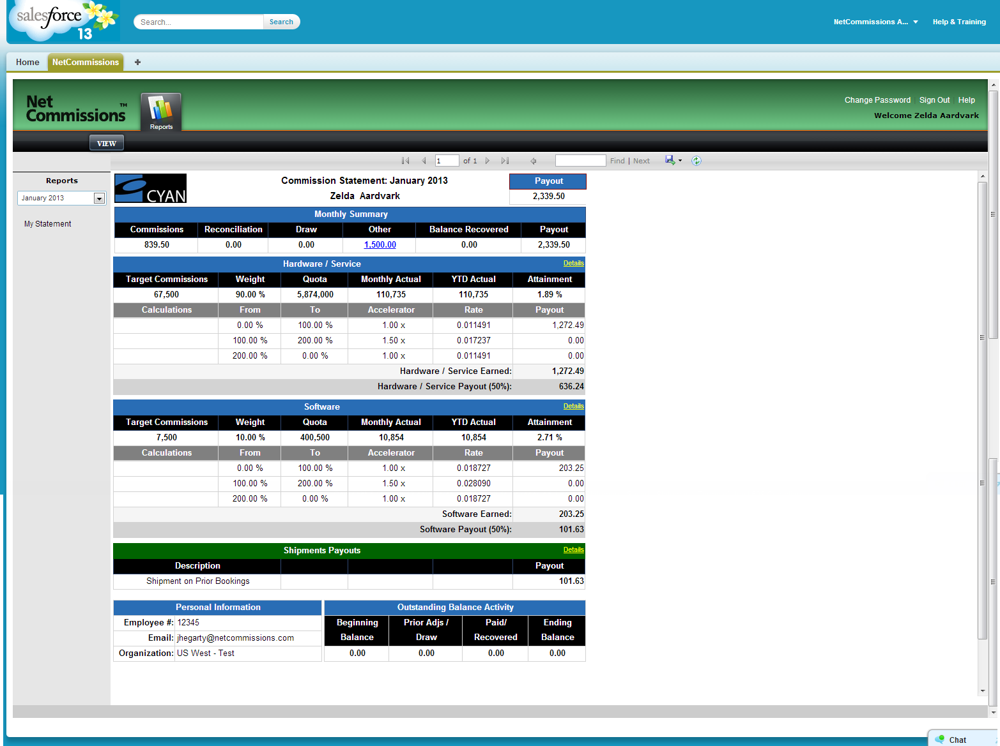 salesforce
13
Search...
Search
NetCommissions A...
Help & Training
Home
NetCommissions
+
Net
Commissions
™
Reports
Change Password
Sign Out
Help
Welcome Zelda Aardvark
VIEW
1 of 1
Find | Next
Reports
January 2013
My Statement
CYAN
Commission Statement: January 2013
Zelda Aardvark
Payout
2,339.50
Monthly Summary
Commissions Reconciliation Draw Other Balance Recovered Payout
839.50 0.00 0.00 1,500.00 0.00 2,339.50
Hardware / Service Details
Target Commissions Weight Quota Monthly Actual YTD Actual Attainment
67,500 90.00 % 5,874,000 110,735 110,735 1.89 %
Calculations From To Accelerator Rate Payout
0.00 % 100.00 % 1.00 x 0.011491 1,272.49
100.00 % 200.00 % 1.50 x 0.017237 0.00
200.00 % 0.00 % 1.00 x 0.011491 0.00
Hardware / Service Earned: 1,272.49
Hardware / Service Payout (50%): 636.24
Software Details
Target Commissions Weight Quota Monthly Actual YTD Actual Attainment
7,500 10.00 % 400,500 10,854 10,854 2.71 %
Calculations From To Accelerator Rate Payout
0.00 % 100.00 % 1.00 x 0.018727 203.25
100.00 % 200.00 % 1.50 x 0.028090 0.00
200.00 % 0.00 % 1.00 x 0.018727 0.00
Software Earned: 203.25
Software Payout (50%): 101.63
Shipments Payouts Details
Description Payout
Shipment on Prior Bookings 101.63
Personal Information
Employee #: 12345
Email: jhegarty@netcommissions.com
Organization: US West - Test
Outstanding Balance Activity
Beginning Prior Adjs / Paid/ Ending
Balance Draw Recovered Balance
0.00 0.00 0.00 0.00
Chat